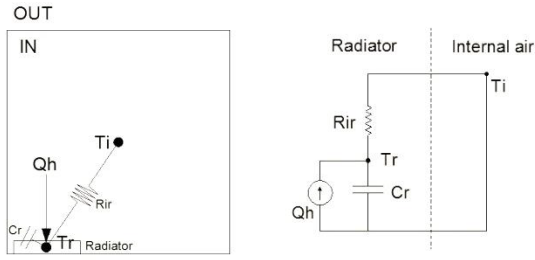 OUT
IN
Ti
Qh
Rir
Cr
Tr
Radiator
Radiator
Internal air
Ti
Rir
Tr
Cr
Qh